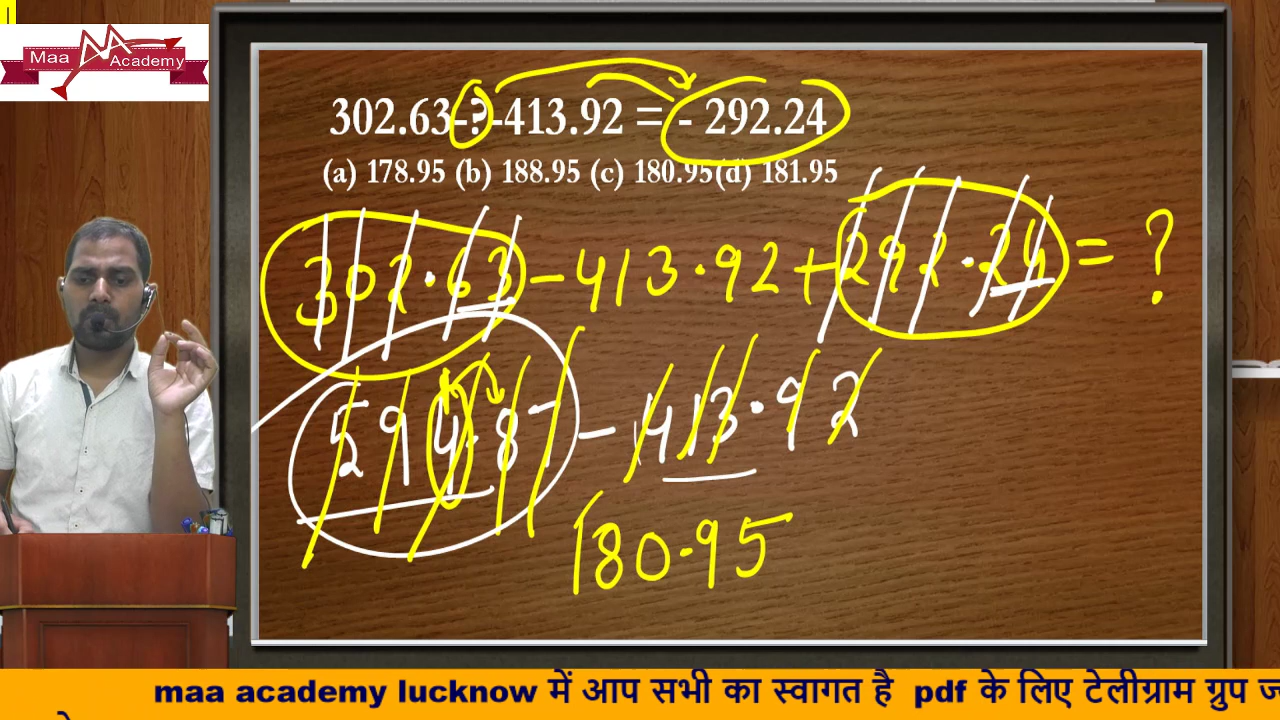 Maa Academy
302.63-?-413.92 = - 292.24
(a) 178.95 (b) 188.95 (c) 180.95(d) 181.95
302.63-413.92+292.24=?
594.87-413.92
180.95
maa academy lucknow में आप सभी का स्वागत है pdf के लिए टेलीग्राम ग्रुप ज